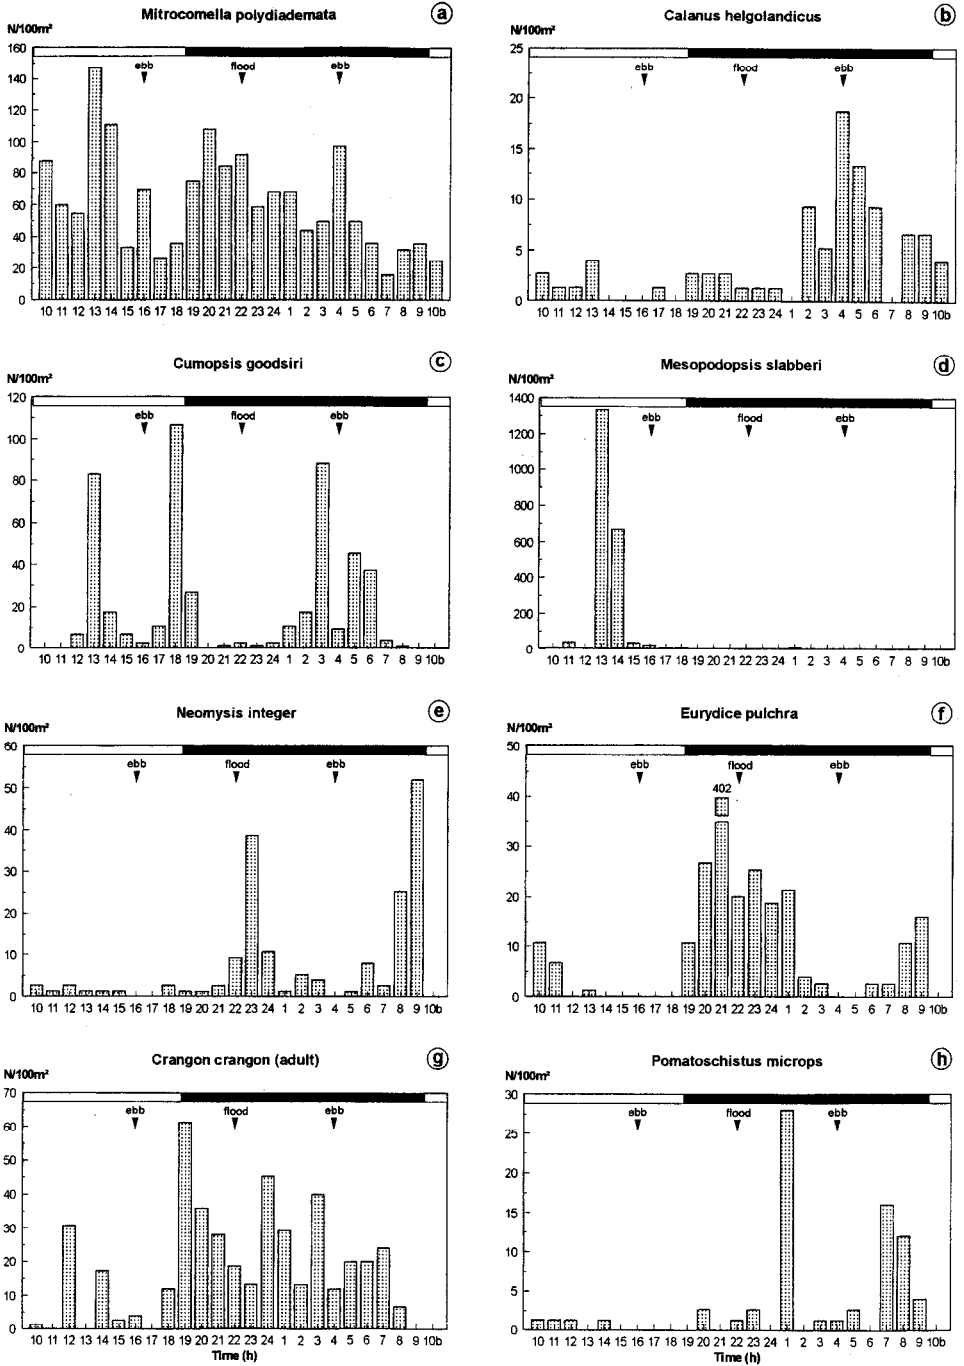 Mitrocomella polydiademata
a
N/100m²
160
140
120
100
80
60
40
20
0
ebb flood ebb
10 11 12 13 14 15 16 17 18 19 20 21 22 23 24 1 2 3 4 5 6 7 8 9 10b
Calanus helgolandicus
b
N/100m²
25
20
15
10
5
0
ebb flood ebb
10 11 12 13 14 15 16 17 18 19 20 21 22 23 24 1 2 3 4 5 6 7 8 9 10b
Cumopsis goodsiri
c
N/100m²
120
100
80
60
40
20
0
ebb flood ebb
10 11 12 13 14 15 16 17 18 19 20 21 22 23 24 1 2 3 4 5 6 7 8 9 10b
Mesopodopsis slabberi
d
N/100m²
1400
1200
1000
800
600
400
200
0
ebb flood ebb
10 11 12 13 14 15 16 17 18 19 20 21 22 23 24 1 2 3 4 5 6 7 8 9 10b
Neomysis integer
e
N/100m²
60
50
40
30
20
10
0
ebb flood ebb
10 11 12 13 14 15 16 17 18 19 20 21 22 23 24 1 2 3 4 5 6 7 8 9 10b
Eurydice pulchra
f
N/100m²
50
40
30
20
10
0
ebb flood ebb
402
10 11 12 13 14 15 16 17 18 19 20 21 22 23 24 1 2 3 4 5 6 7 8 9 10b
Crangon crangon (adult)
g
N/100m²
70
60
50
40
30
20
10
0
ebb flood ebb
10 11 12 13 14 15 16 17 18 19 20 21 22 23 24 1 2 3 4 5 6 7 8 9 10b
Time (h)
Pomatoschistus microps
h
N/100m²
30
25
20
15
10
5
0
ebb flood ebb
10 11 12 13 14 15 16 17 18 19 20 21 22 23 24 1 2 3 4 5 6 7 8 9 10b
Time (h)